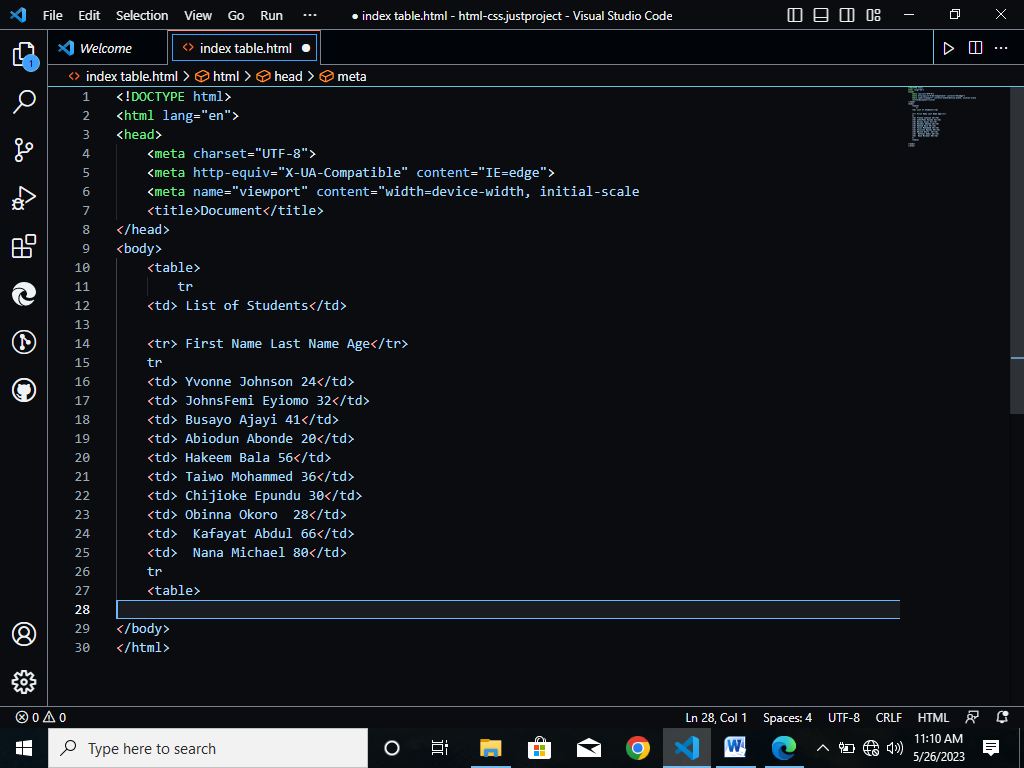 File Edit Selection View Go Run ··· ● index table.html - html-css.justproject - Visual Studio Code
Welcome <> index table.html ●
<> index table.html > html > head > meta
1 <!DOCTYPE html>
2 <html lang="en">
3 <head>
4 <meta charset="UTF-8">
5 <meta http-equiv="X-UA-Compatible" content="IE=edge">
6 <meta name="viewport" content="width=device-width, initial-scale
7 <title>Document</title>
8 </head>
9 <body>
10 <table>
11 tr
12 <td> List of Students</td>
13
14 <tr> First Name Last Name Age</tr>
15 tr
16 <td> Yvonne Johnson 24</td>
17 <td> JohnsFemi Eyiomo 32</td>
18 <td> Busayo Ajayi 41</td>
19 <td> Abiodun Abonde 20</td>
20 <td> Hakeem Bala 56</td>
21 <td> Taiwo Mohammed 36</td>
22 <td> Chijioke Epundu 30</td>
23 <td> Obinna Okoro  28</td>
24 <td>  Kafayat Abdul 66</td>
25 <td>  Nana Michael 80</td>
26 tr
27 <table>
28
29 </body>
30 </html>
1
0 0 Ln 28, Col 1 Spaces: 4 UTF-8 CRLF HTML
Type here to search
11:10 AM
5/26/2023